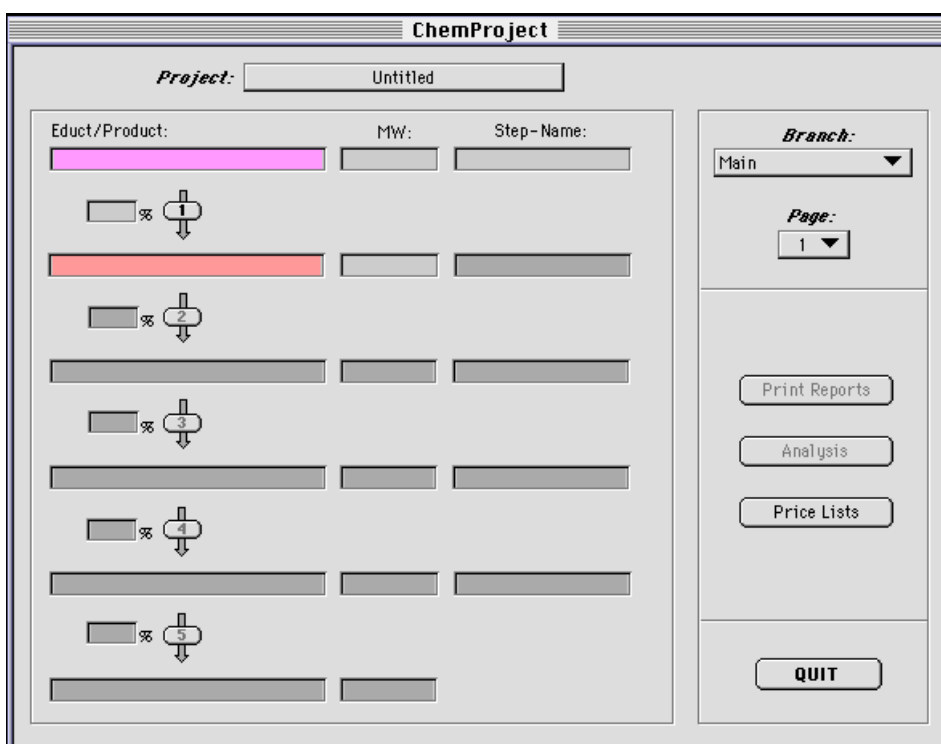 ChemProject
Project: Untitled
Educt/Product: MW: Step-Name:
% 1
% 2
% 3
% 4
% 5
Branch:
Main
Page:
1
Print Reports
Analysis
Price Lists
QUIT